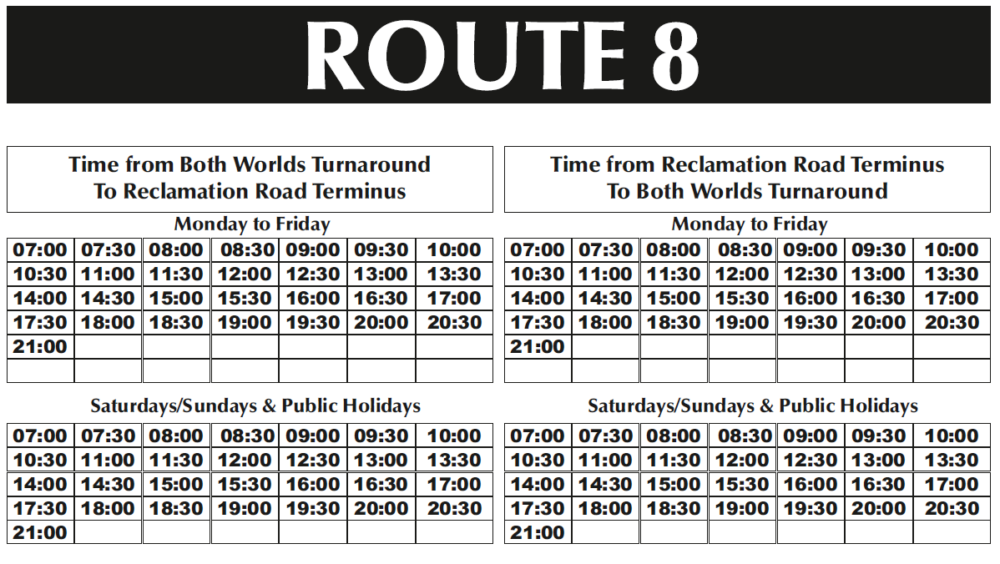 ROUTE 8
Time from Both Worlds Turnaround
To Reclamation Road Terminus
Monday to Friday
07:00 07:30 08:00 08:30 09:00 09:30 10:00
10:30 11:00 11:30 12:00 12:30 13:00 13:30
14:00 14:30 15:00 15:30 16:00 16:30 17:00
17:30 18:00 18:30 19:00 19:30 20:00 20:30
21:00
Saturdays/Sundays & Public Holidays
07:00 07:30 08:00 08:30 09:00 09:30 10:00
10:30 11:00 11:30 12:00 12:30 13:00 13:30
14:00 14:30 15:00 15:30 16:00 16:30 17:00
17:30 18:00 18:30 19:00 19:30 20:00 20:30
21:00
Time from Reclamation Road Terminus
To Both Worlds Turnaround
Monday to Friday
07:00 07:30 08:00 08:30 09:00 09:30 10:00
10:30 11:00 11:30 12:00 12:30 13:00 13:30
14:00 14:30 15:00 15:30 16:00 16:30 17:00
17:30 18:00 18:30 19:00 19:30 20:00 20:30
21:00
Saturdays/Sundays & Public Holidays
07:00 07:30 08:00 08:30 09:00 09:30 10:00
10:30 11:00 11:30 12:00 12:30 13:00 13:30
14:00 14:30 15:00 15:30 16:00 16:30 17:00
17:30 18:00 18:30 19:00 19:30 20:00 20:30
21:00